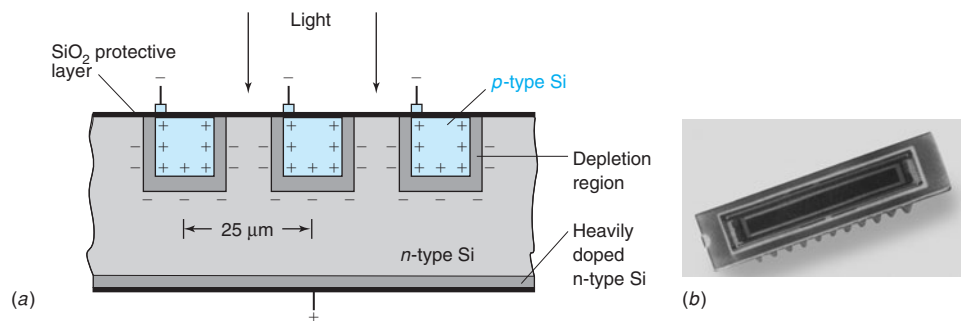 Light
SiO2 protective
layer
p-type Si
− − −
+ + + + + +
− + + − − + + − − + + −
− + + + − − + + + − − + + + −
− − − − − − − − −
Depletion
region
25 μm
n-type Si
Heavily
doped
n-type Si
+
(a)
(b)